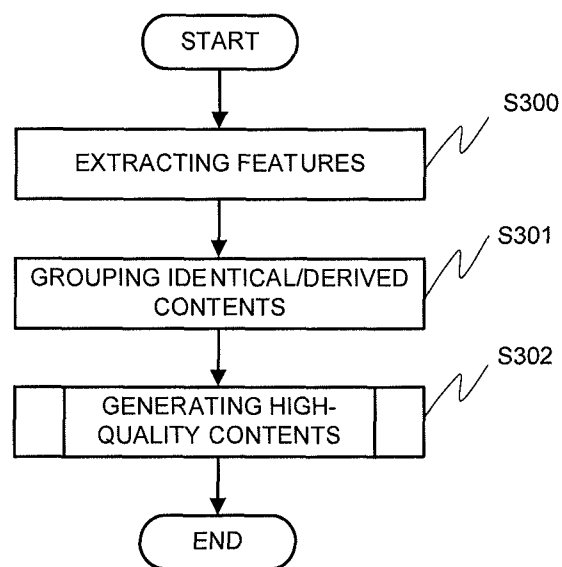 START
S300
EXTRACTING FEATURES
S301
GROUPING IDENTICAL/DERIVED
CONTENTS
S302
GENERATING HIGH-
QUALITY CONTENTS
END